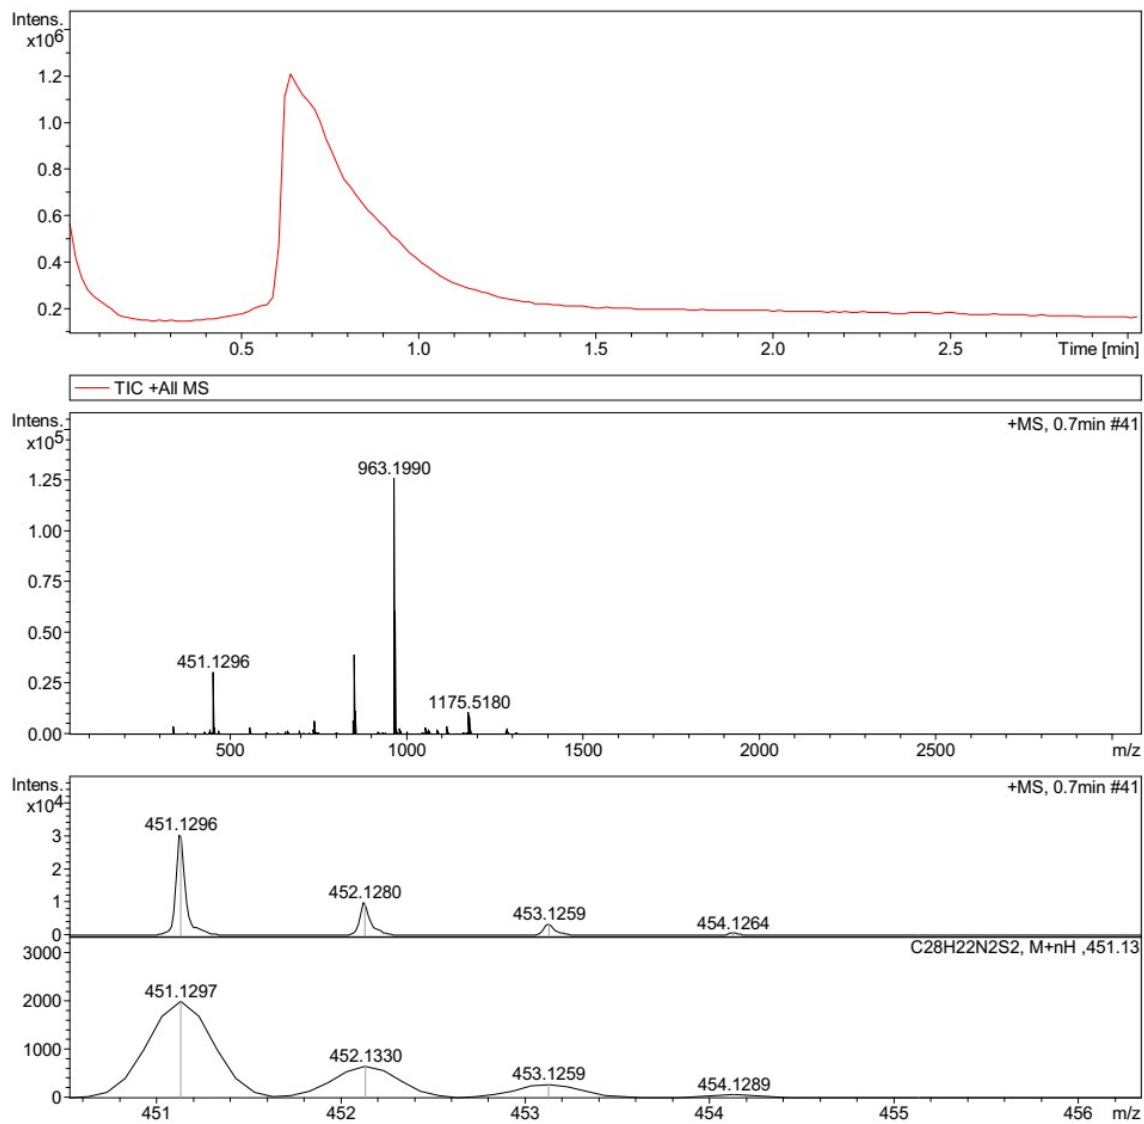 Intens.
x10^6
1.2
1.0
0.8
0.6
0.4
0.2
0.5 1.0 1.5 2.0 2.5 Time [min]
TIC +All MS
Intens.
x10^5
+MS, 0.7min #41
1.25
1.00
0.75
0.50
0.25
0.00
963.1990
451.1296
1175.5180
500 1000 1500 2000 2500 m/z
Intens.
x10^4
+MS, 0.7min #41
3
2
1
0
451.1296
452.1280
453.1259
454.1264
C28H22N2S2, M+nH ,451.13
3000
2000
1000
0
451.1297
452.1330
453.1259
454.1289
451 452 453 454 455 456 m/z